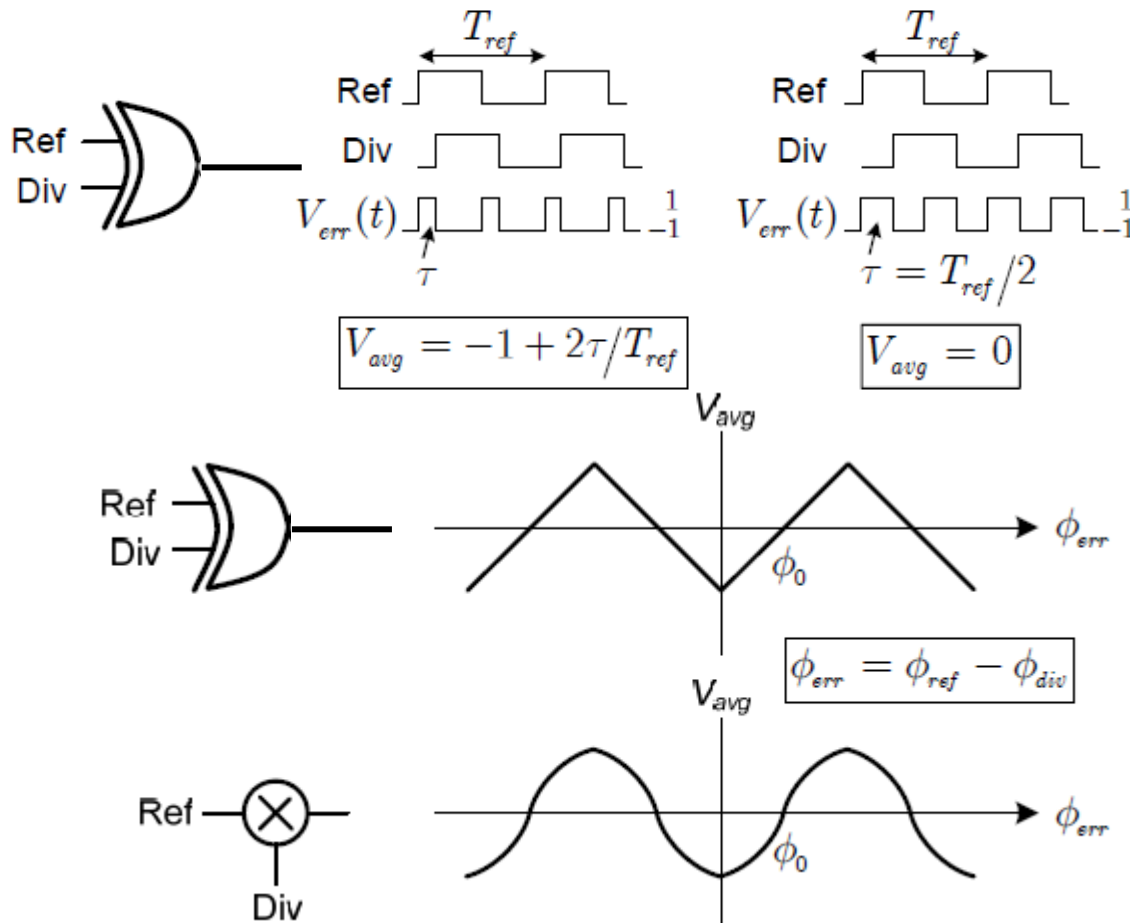 T_ref T_ref
Ref Ref
Ref Div Div
Div V_err(t) 1 -1 V_err(t) 1 -1
τ τ = T_ref/2
V_avg = −1 + 2τ/T_ref V_avg = 0
V_avg
Ref
Div
ϕ_err
ϕ_0
ϕ_err = ϕ_ref − ϕ_div
V_avg
Ref
ϕ_err
ϕ_0
Div